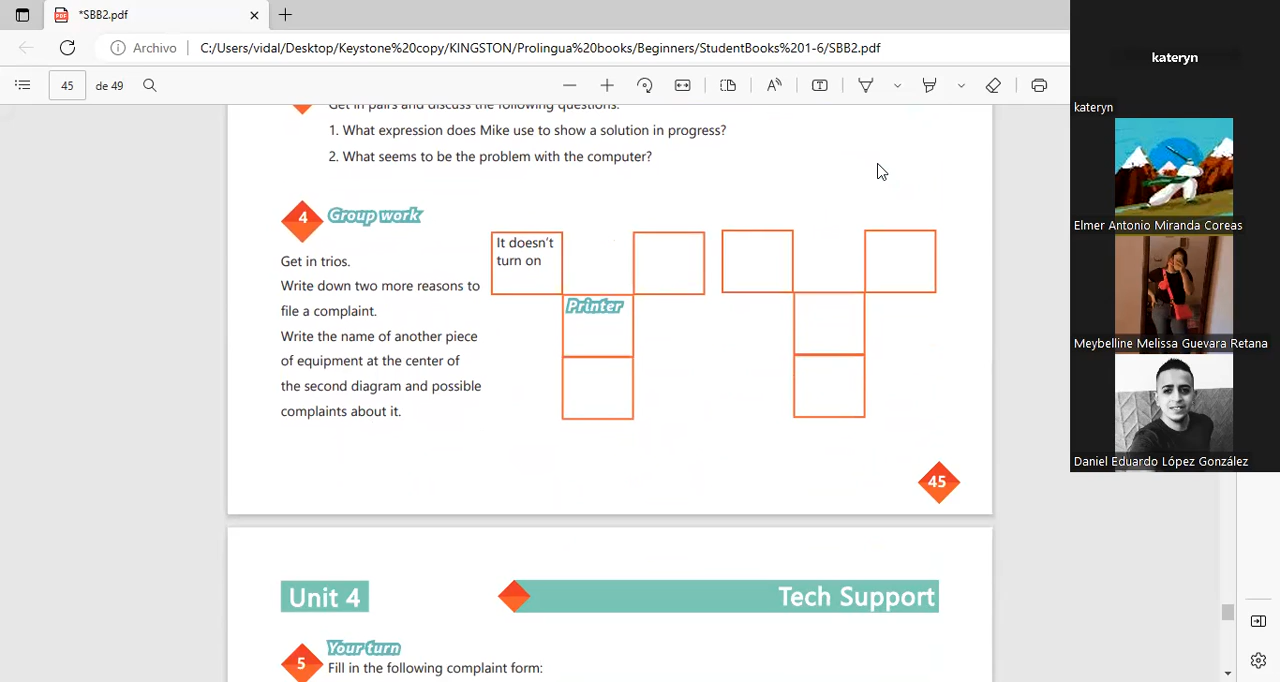 *SBB2.pdf
Archivo
C:/Users/vidal/Desktop/Keystone%20copy/KINGSTON/Prolingua%20books/Beginners/StudentBooks%201-6/SBB2.pdf
45 de 49
Get in pairs and discuss the following questions.
1. What expression does Mike use to show a solution in progress?
2. What seems to be the problem with the computer?
4 Group work
Get in trios.
Write down two more reasons to
file a complaint.
Write the name of another piece
of equipment at the center of
the second diagram and possible
complaints about it.
It doesn't
turn on
Printer
45
Unit 4
Tech Support
5 Your turn
Fill in the following complaint form:
kateryn
kateryn
Elmer Antonio Miranda Coreas
Meybelline Melissa Guevara Retana
Daniel Eduardo López González